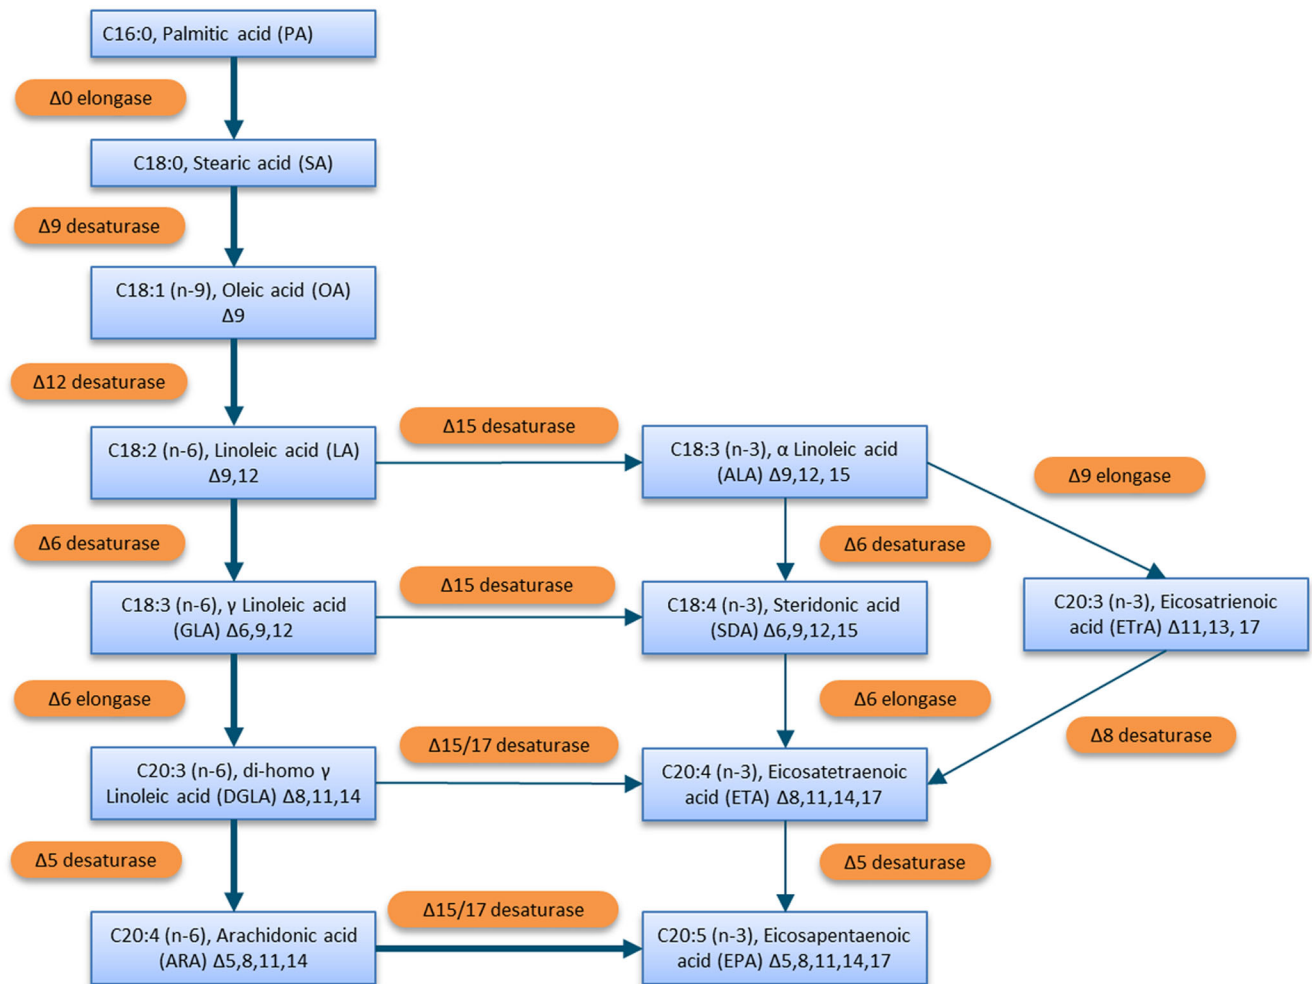 C16:0, Palmitic acid (PA)
Δ0 elongase
C18:0, Stearic acid (SA)
Δ9 desaturase
C18:1 (n-9), Oleic acid (OA)
Δ9
Δ12 desaturase
C18:2 (n-6), Linoleic acid (LA)
Δ9,12
Δ15 desaturase
C18:3 (n-3), α Linoleic acid
(ALA) Δ9,12, 15
Δ9 elongase
Δ6 desaturase
Δ6 desaturase
C18:3 (n-6), γ Linoleic acid
(GLA) Δ6,9,12
Δ15 desaturase
C18:4 (n-3), Steridonic acid
(SDA) Δ6,9,12,15
C20:3 (n-3), Eicosatrienoic
acid (ETrA) Δ11,13, 17
Δ6 elongase
Δ6 elongase
Δ8 desaturase
C20:3 (n-6), di-homo γ
Linoleic acid (DGLA) Δ8,11,14
Δ15/17 desaturase
C20:4 (n-3), Eicosatetraenoic
acid (ETA) Δ8,11,14,17
Δ5 desaturase
Δ5 desaturase
C20:4 (n-6), Arachidonic acid
(ARA) Δ5,8,11,14
Δ15/17 desaturase
C20:5 (n-3), Eicosapentaenoic
acid (EPA) Δ5,8,11,14,17